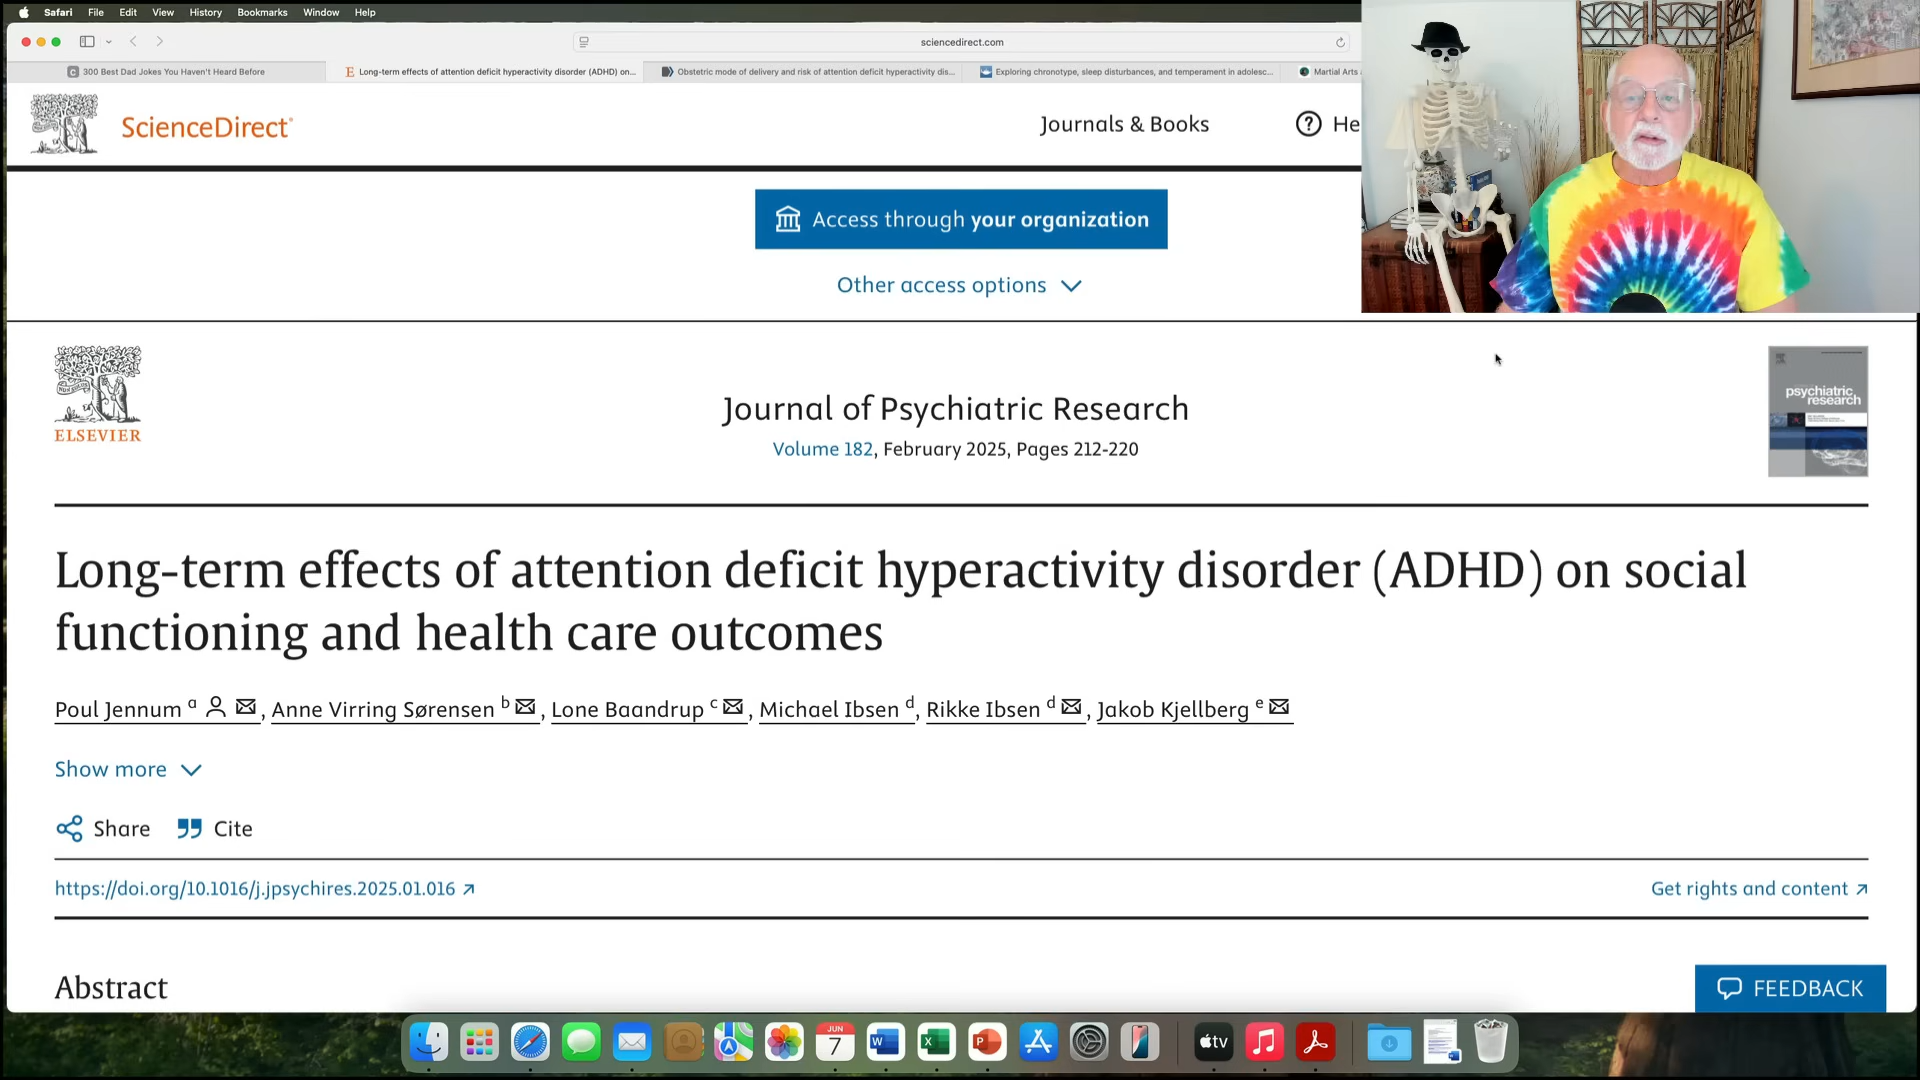 Safari File Edit View History Bookmarks Window Help
sciencedirect.com
300 Best Dad Jokes You Haven't Heard Before
Long-term effects of attention deficit hyperactivity disorder (ADHD) on...
Obstetric mode of delivery and risk of attention deficit hyperactivity dis...
Exploring chronotype, sleep disturbances, and temperament in adolesc...
Martial Arts
ScienceDirect
Journals & Books
? He
Access through your organization
Other access options
ELSEVIER
Journal of Psychiatric Research
Volume 182, February 2025, Pages 212-220
psychiatric
research
Long-term effects of attention deficit hyperactivity disorder (ADHD) on social
functioning and health care outcomes
Poul Jennum a, Anne Virring Sørensen b, Lone Baandrup c, Michael Ibsen d, Rikke Ibsen d, Jakob Kjellberg e
Show more
Share Cite
https://doi.org/10.1016/j.jpsychires.2025.01.016
Get rights and content
Abstract
FEEDBACK
JUN
7
W
X
P
tv